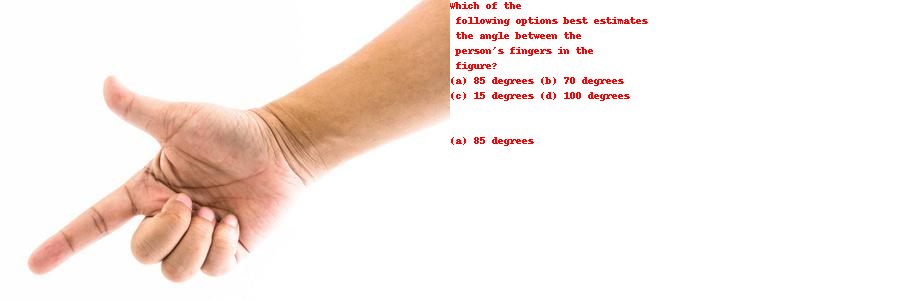 Which of the
following options best estimates
the angle between the
person's fingers in the
figure?
(a) 85 degrees (b) 70 degrees
(c) 15 degrees (d) 100 degrees
(a) 85 degrees